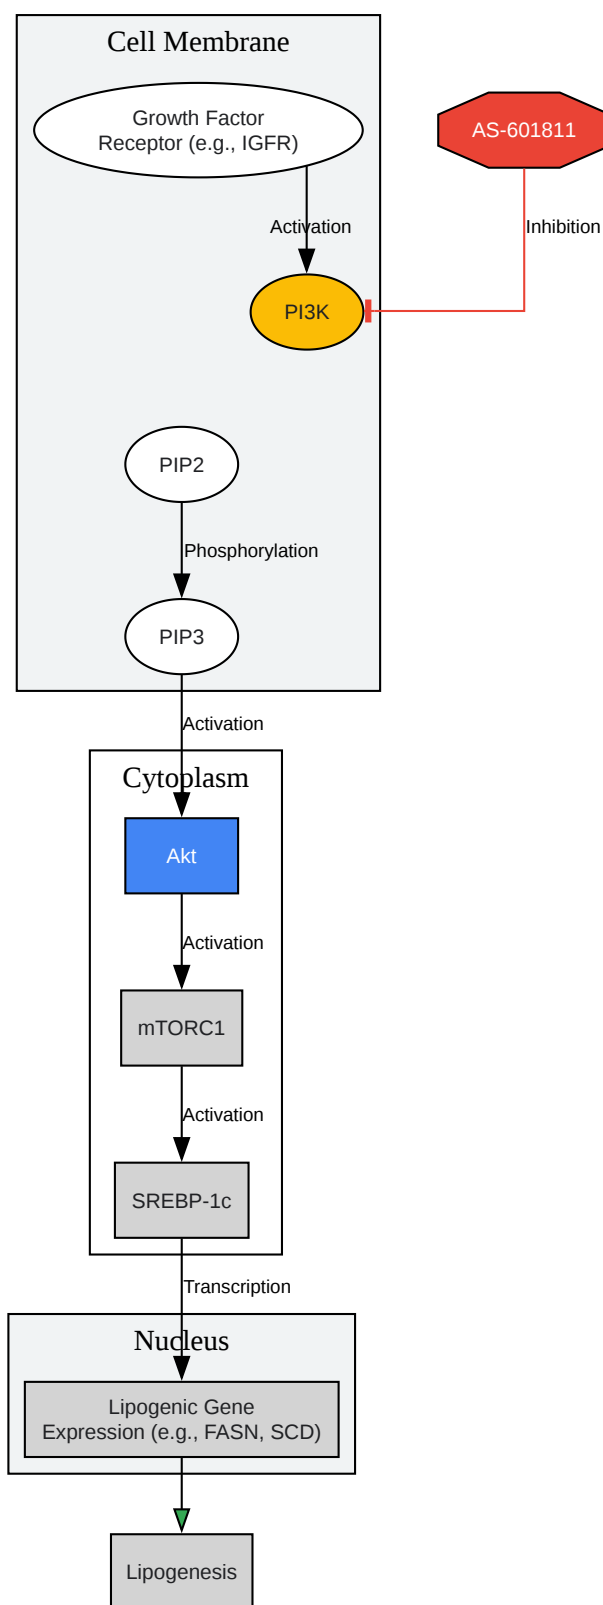 Cell Membrane
Growth Factor
Receptor (e.g., IGFR)
AS-601811
Activation
Inhibition
PI3K
PIP2
Phosphorylation
PIP3
Activation
Cytoplasm
Akt
Activation
mTORC1
Activation
SREBP-1c
Transcription
Nucleus
Lipogenic Gene
Expression (e.g., FASN, SCD)
Lipogenesis